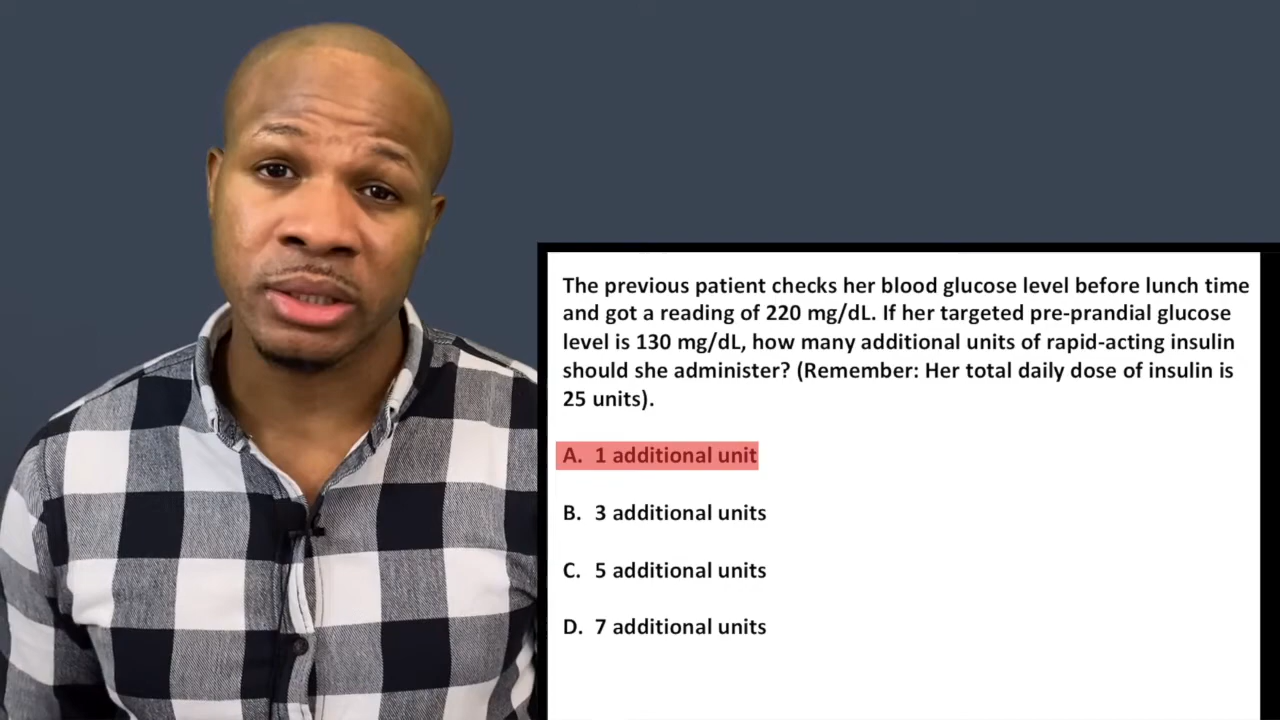 The previous patient checks her blood glucose level before lunch time
and got a reading of 220 mg/dL. If her targeted pre-prandial glucose
level is 130 mg/dL, how many additional units of rapid-acting insulin
should she administer? (Remember: Her total daily dose of insulin is
25 units).
A. 1 additional unit
B. 3 additional units
C. 5 additional units
D. 7 additional units